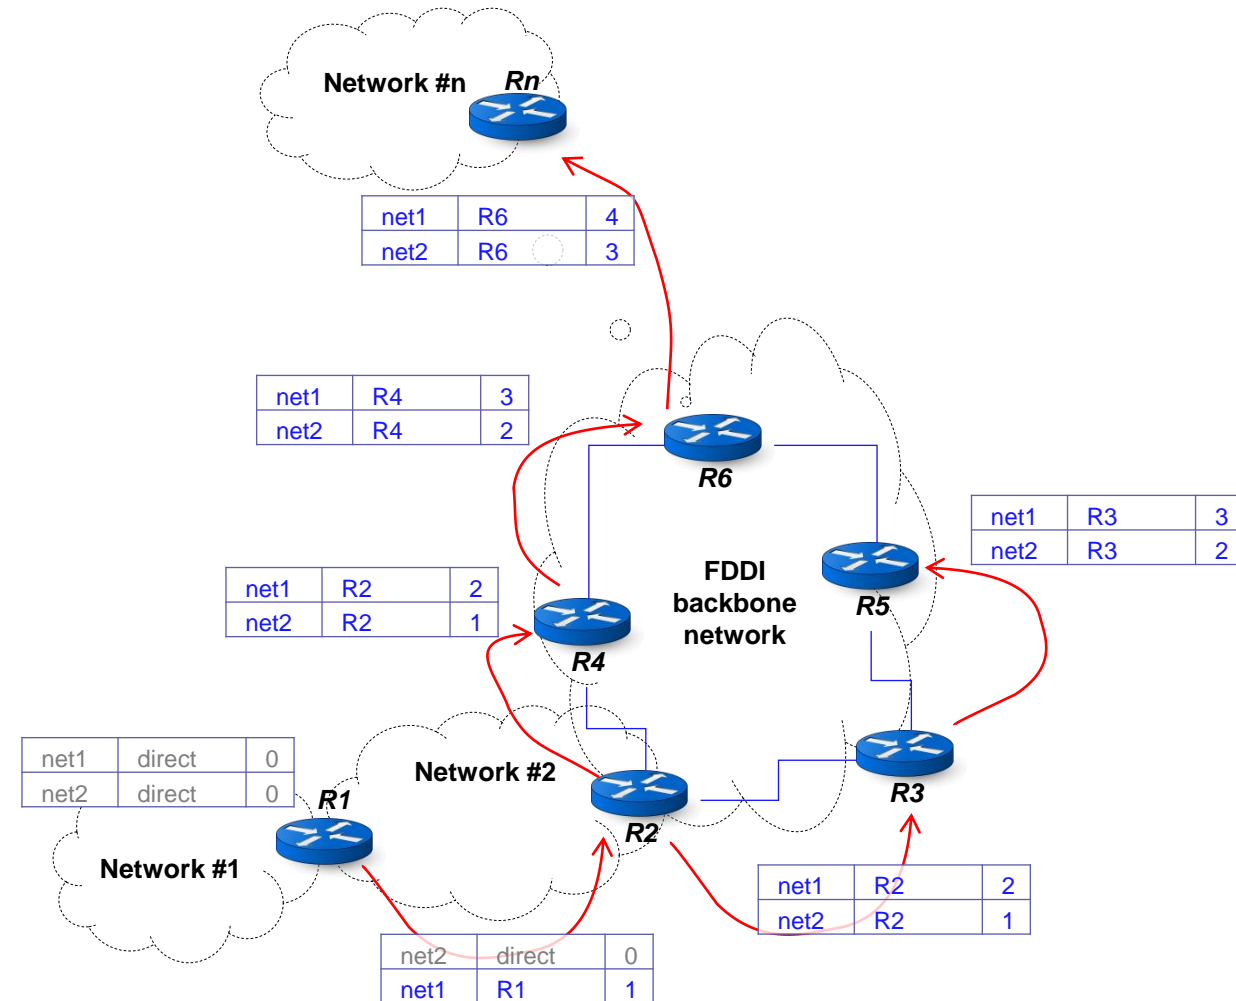 Network #n
Rn
net1 R6 4
net2 R6 3
net1 R4 3
net2 R4 2
R6
net1 R3 3
net2 R3 2
FDDI
backbone
network
R5
net1 R2 2
net2 R2 1
R4
net1 direct 0
net2 direct 0
R1
Network #2
R3
R2
Network #1
net1 R2 2
net2 R2 1
net2 direct 0
net1 R1 1